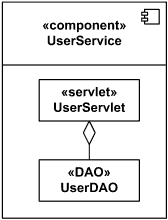 «component»
UserService
«servlet»
UserServlet
«DAO»
UserDAO